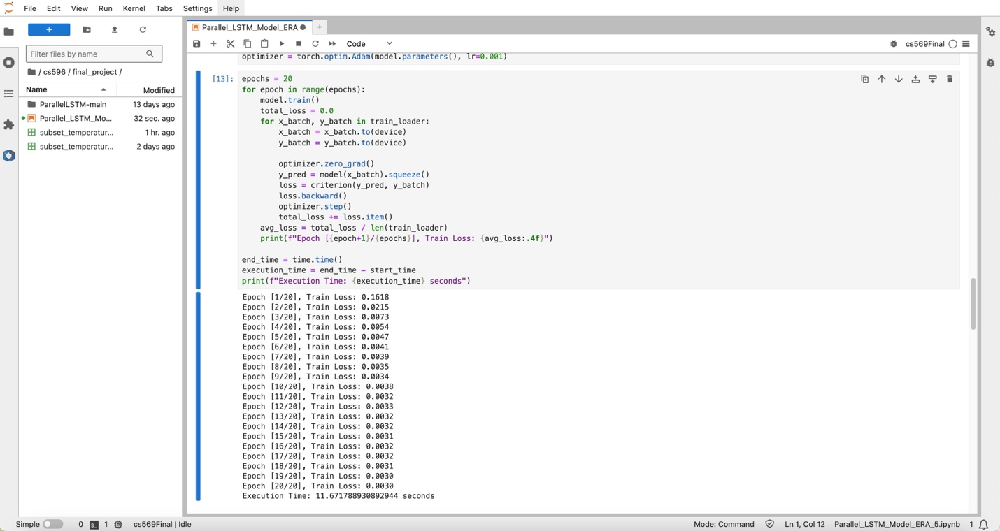 File Edit View Run Kernel Tabs Settings Help
+
Filter files by name
/ cs596 / final_project /
Name Modified
ParallelLSTM-main 13 days ago
Parallel_LSTM_Mo... 32 sec. ago
subset_temperatur... 1 hr. ago
subset_temperatur... 2 days ago
Parallel_LSTM_Model_ERA
+
Code
cs569Final
optimizer = torch.optim.Adam(model.parameters(), lr=0.001)
[13]: epochs = 20
for epoch in range(epochs):
    model.train()
    total_loss = 0.0
    for x_batch, y_batch in train_loader:
        x_batch = x_batch.to(device)
        y_batch = y_batch.to(device)
        optimizer.zero_grad()
        y_pred = model(x_batch).squeeze()
        loss = criterion(y_pred, y_batch)
        loss.backward()
        optimizer.step()
        total_loss += loss.item()
    avg_loss = total_loss / len(train_loader)
    print(f"Epoch [{epoch+1}/{epochs}], Train Loss: {avg_loss:.4f}")
end_time = time.time()
execution_time = end_time - start_time
print(f"Execution Time: {execution_time} seconds")
Epoch [1/20], Train Loss: 0.1618
Epoch [2/20], Train Loss: 0.0215
Epoch [3/20], Train Loss: 0.0073
Epoch [4/20], Train Loss: 0.0054
Epoch [5/20], Train Loss: 0.0047
Epoch [6/20], Train Loss: 0.0041
Epoch [7/20], Train Loss: 0.0039
Epoch [8/20], Train Loss: 0.0035
Epoch [9/20], Train Loss: 0.0034
Epoch [10/20], Train Loss: 0.0038
Epoch [11/20], Train Loss: 0.0032
Epoch [12/20], Train Loss: 0.0033
Epoch [13/20], Train Loss: 0.0032
Epoch [14/20], Train Loss: 0.0032
Epoch [15/20], Train Loss: 0.0031
Epoch [16/20], Train Loss: 0.0032
Epoch [17/20], Train Loss: 0.0032
Epoch [18/20], Train Loss: 0.0031
Epoch [19/20], Train Loss: 0.0030
Epoch [20/20], Train Loss: 0.0030
Execution Time: 11.671788930892944 seconds
Simple 0 $_ 1 cs569Final | Idle Mode: Command Ln 1, Col 12 Parallel_LSTM_Model_ERA_5.ipynb 1